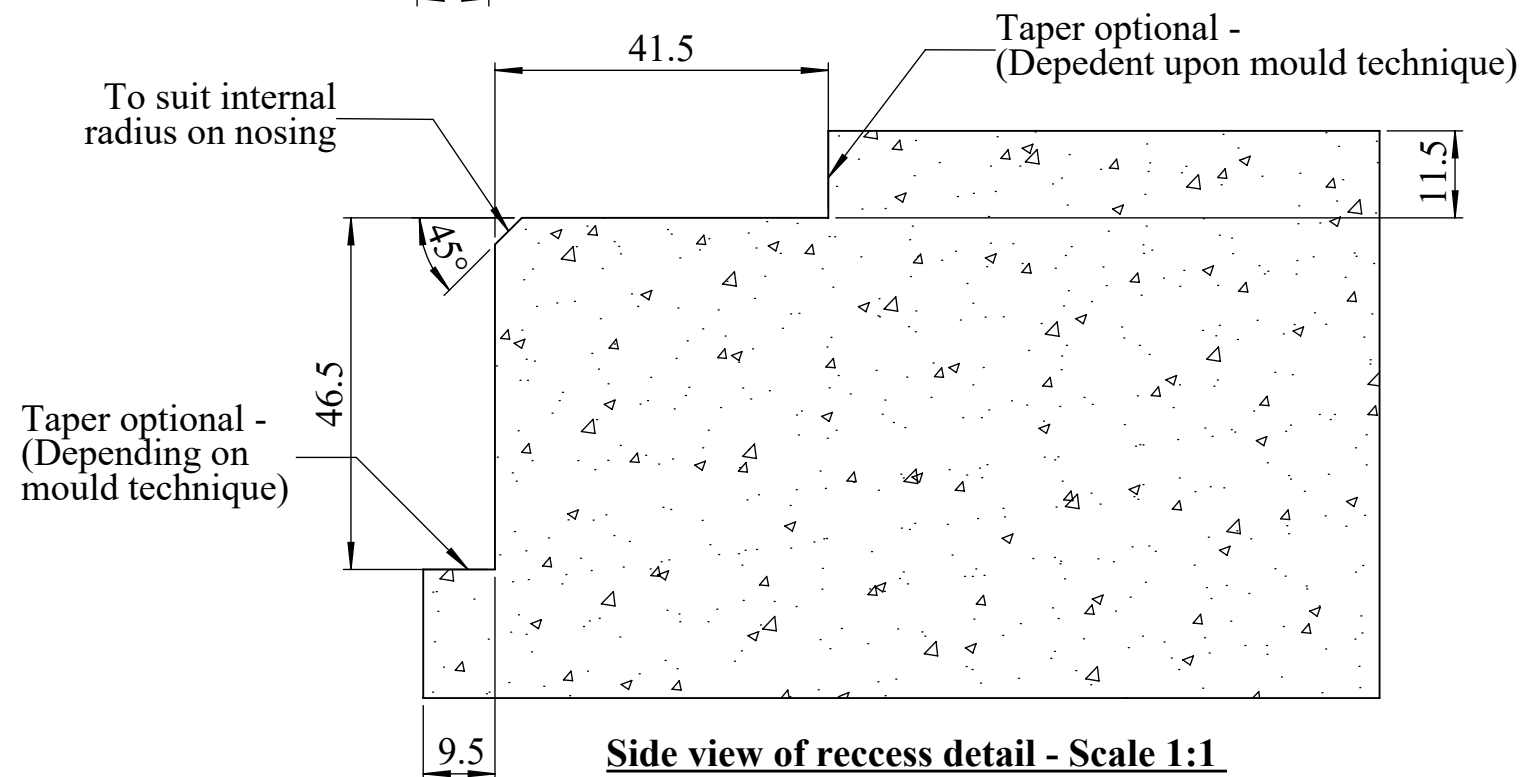 Taper optional -
(Depedent upon mould technique)
41.5
To suit internal
radius on nosing
11.5
45°
46.5
Taper optional -
(Depending on
mould technique)
9.5
Side view of reccess detail - Scale 1:1